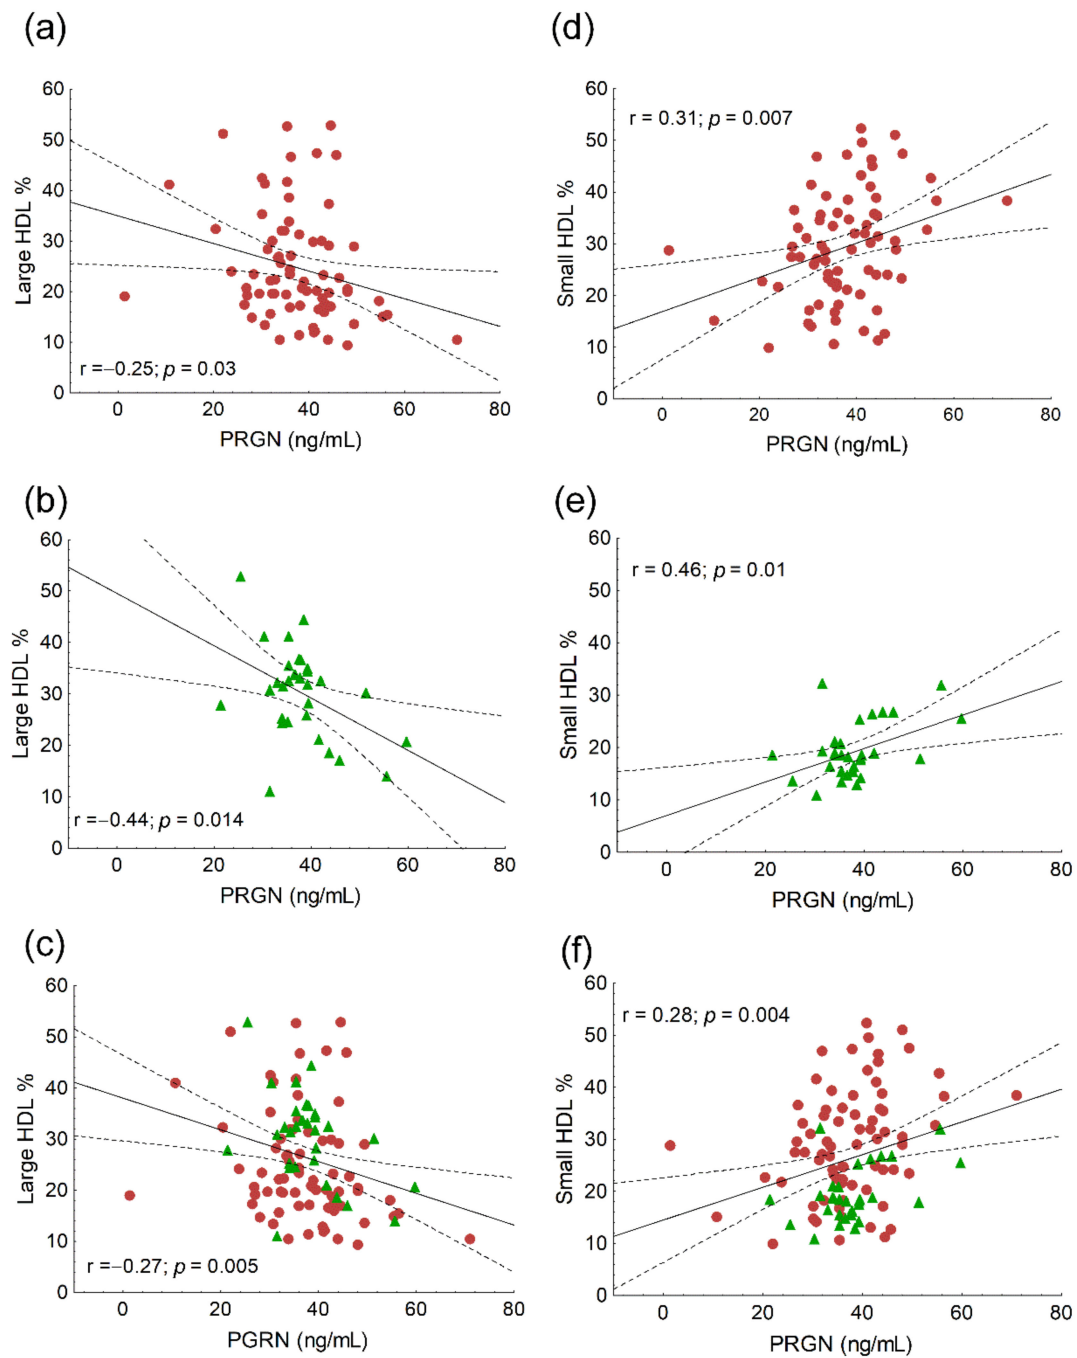 (a)
60
50
40
30
20
10
0
Large HDL %
r =−0.25; p = 0.03
0 20 40 60 80
PRGN (ng/mL)
(d)
60
50
40
30
20
10
0
Small HDL %
r = 0.31; p = 0.007
0 20 40 60 80
PRGN (ng/mL)
(b)
60
50
40
30
20
10
0
Large HDL %
r=−0.44; p = 0.014
0 20 40 60 80
PRGN (ng/mL)
(e)
60
50
40
30
20
10
0
Small HDL %
r = 0.46; p = 0.01
0 20 40 60 80
PRGN (ng/mL)
(c)
60
50
40
30
20
10
0
Large HDL %
r =−0.27; p = 0.005
0 20 40 60 80
PGRN (ng/mL)
(f)
60
50
40
30
20
10
0
Small HDL %
r = 0.28; p = 0.004
0 20 40 60 80
PRGN (ng/mL)